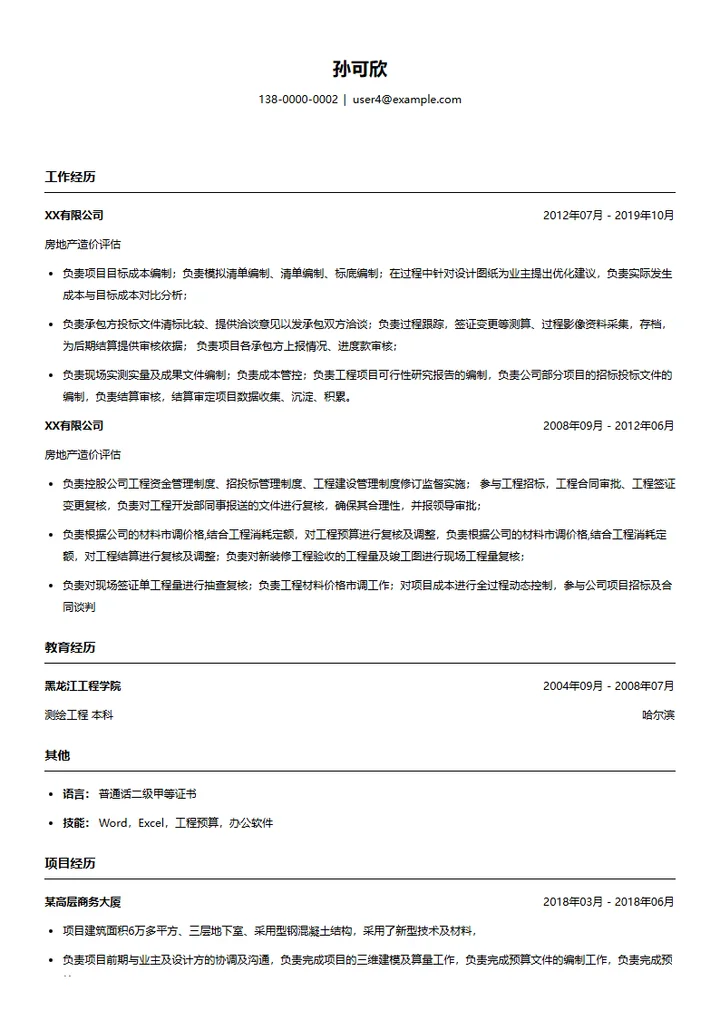 孙可欣
138-0000-0002 | user4@example.com
工作经历
XX有限公司 2012年07月 - 2019年10月
房地产造价评估
• 负责项目目标成本编制；负责模拟清单编制、清单编制、标底编制；在过程中针对设计图纸为业主提出优化建议，负责实际发生
成本与目标成本对比分析；
• 负责承包方投标文件清标比较、提供洽谈意见以发承包双方洽谈；负责过程跟踪，签证变更等测算、过程影像资料采集，存档，
为后期结算提供审核依据； 负责项目各承包方上报情况、进度款审核；
• 负责现场实测实量及成果文件编制；负责成本管控；负责工程项目可行性研究报告的编制，负责公司部分项目的招标投标文件的
编制，负责结算审核，结算审定项目数据收集、沉淀、积累。
XX有限公司 2008年09月 - 2012年06月
房地产造价评估
• 负责控股公司工程资金管理制度、招投标管理制度、工程建设管理制度修订监督实施； 参与工程招标，工程合同审批、工程签证
变更复核，负责对工程开发部同事报送的文件进行复核，确保其合理性，并报领导审批；
• 负责根据公司的材料市调价格,结合工程消耗定额，对工程预算进行复核及调整，负责根据公司的材料市调价格,结合工程消耗定
额，对工程结算进行复核及调整；负责对新装修工程验收的工程量及竣工图进行现场工程量复核；
• 负责对现场签证单工程量进行抽查复核；负责工程材料价格市调工作；对项目成本进行全过程动态控制，参与公司项目招标及合
同谈判
教育经历
黑龙江工程学院 2004年09月 - 2008年07月
测绘工程 本科 哈尔滨
其他
• 语言： 普通话二级甲等证书
• 技能： Word，Excel，工程预算，办公软件
项目经历
某高层商务大厦 2018年03月 - 2018年06月
• 项目建筑面积6万多平方、三层地下室、采用型钢混凝土结构，采用了新型技术及材料，
• 负责项目前期与业主及设计方的协调及沟通，负责完成项目的三维建模及算量工作，负责完成预算文件的编制工作，负责完成预